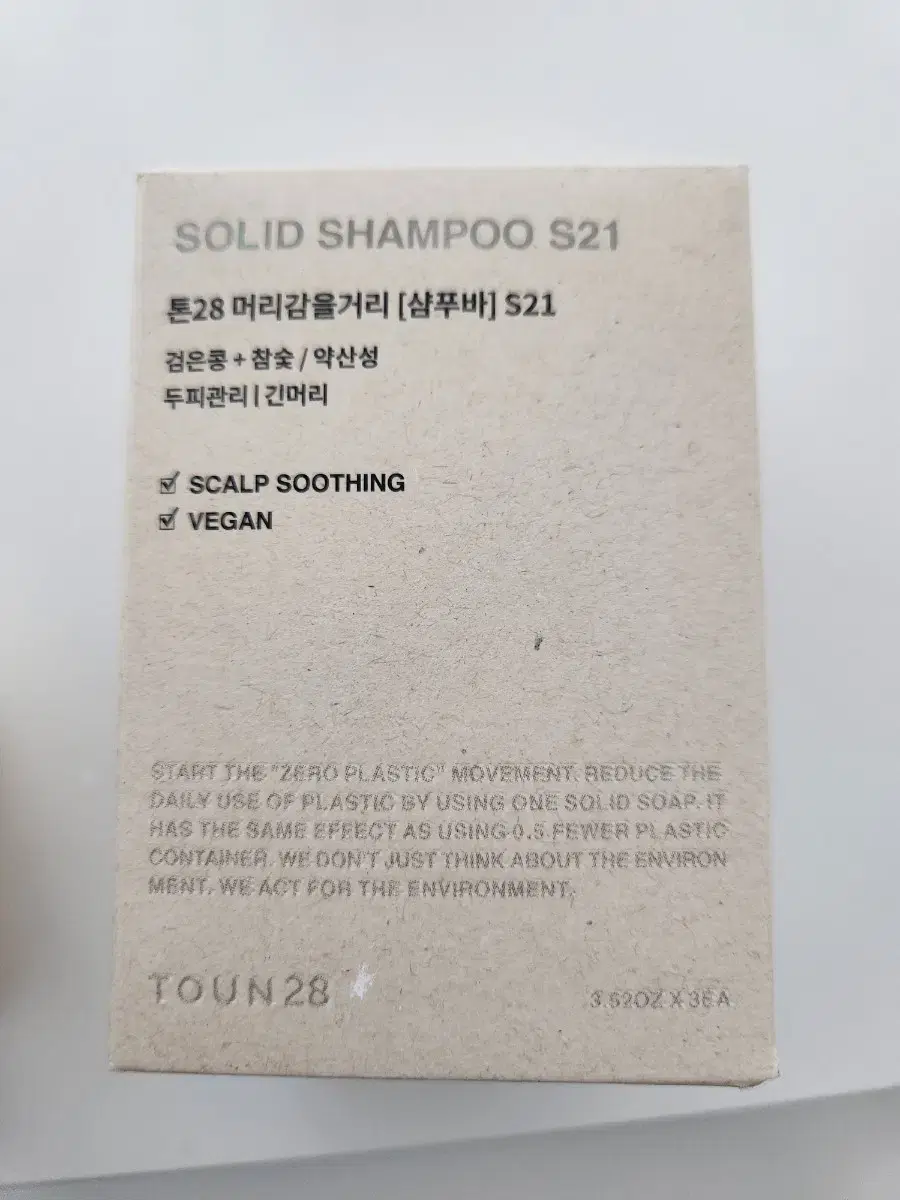 SOLID SHAMPOO S21
톤28 머리감을거리 [샴푸바] S21
검은콩 + 참숯 / 약산성
두피관리 | 긴머리
SCALP SOOTHING
VEGAN
START THE "ZERO PLASTIC" MOVEMENT. REDUCE THE
DAILY USE OF PLASTIC BY USING ONE SOLID SOAP. IT
HAS THE SAME EFFECT AS USING 0.5 FEWER PLASTIC
CONTAINER. WE DON'T JUST THINK ABOUT THE ENVIRON
MENT. WE ACT FOR THE ENVIRONMENT.
TOUN28
3.52OZ X 3EA